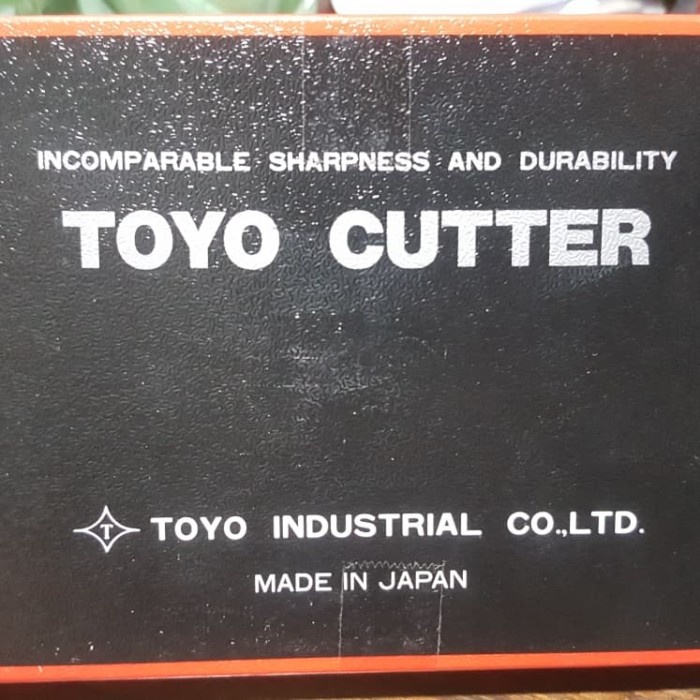 INCOMPARABLE SHARPNESS AND DURABILITY
TOYO CUTTER
T TOYO INDUSTRIAL CO.,LTD.
MADE IN JAPAN